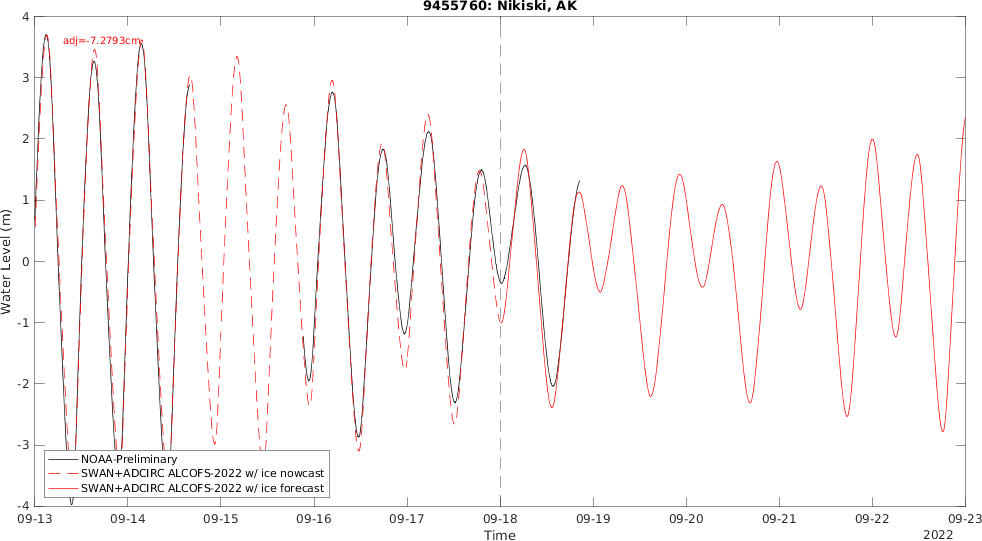 9455760: Nikiski, AK
adj=-7.2793cm
Water Level (m)
4
3
2
1
0
-1
-2
-3
-4
NOAA-Preliminary
SWAN+ADCIRC ALCOFS-2022 w/ ice nowcast
SWAN+ADCIRC ALCOFS-2022 w/ ice forecast
09-13 09-14 09-15 09-16 09-17 09-18 09-19 09-20 09-21 09-22 09-23
Time
2022